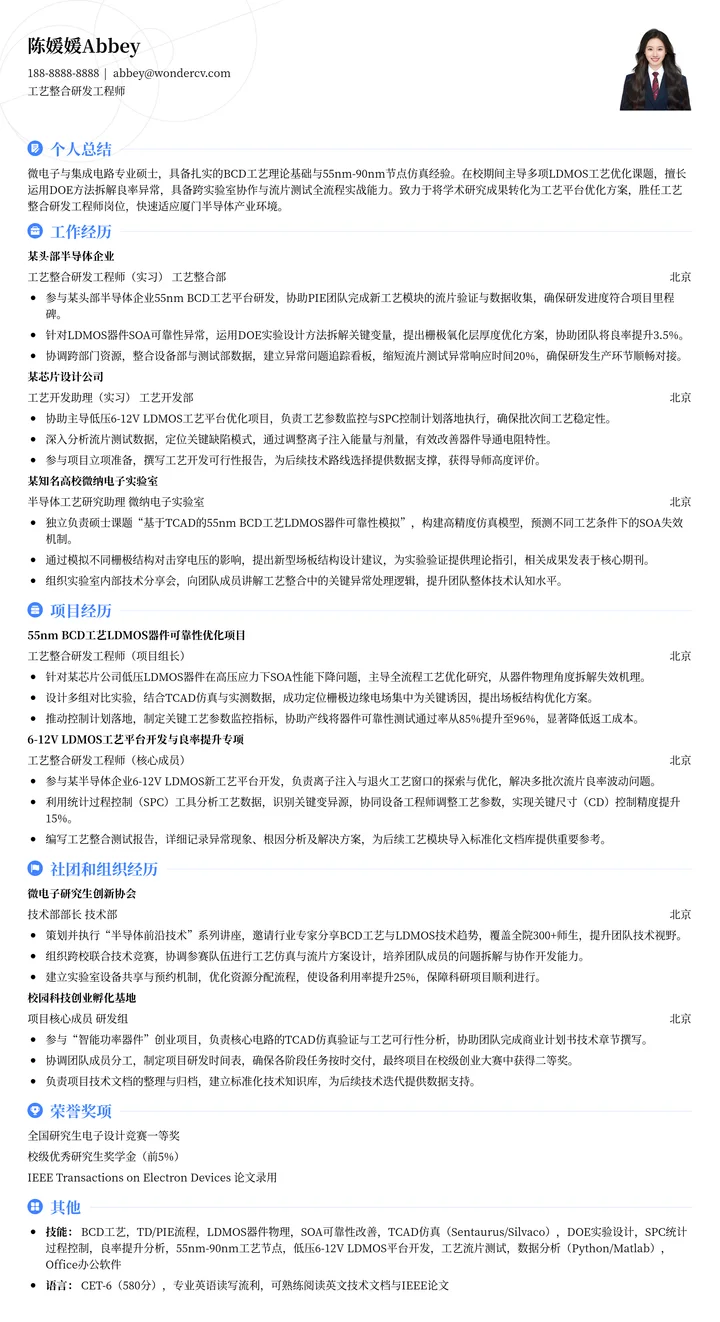 陈媛媛Abbey
188-8888-8888 | abbey@wondercv.com
工艺整合研发工程师
个人总结
微电子与集成电路专业硕士，具备扎实的BCD工艺理论基础与55nm-90nm节点仿真经验。在校期间主导多项LDMOS工艺优化课题，擅长
运用DOE方法拆解良率异常，具备跨实验室协作与流片测试全流程实战能力。致力于将学术研究成果转化为工艺平台优化方案，胜任工艺
整合研发工程师岗位，快速适应厦门半导体产业环境。
工作经历
某头部半导体企业
工艺整合研发工程师（实习） 工艺整合部 北京
• 参与某头部半导体企业55nm BCD工艺平台研发，协助PIE团队完成新工艺模块的流片验证与数据收集，确保研发进度符合项目里程
碑。
• 针对LDMOS器件SOA可靠性异常，运用DOE实验设计方法拆解关键变量，提出栅极氧化层厚度优化方案，协助团队将良率提升3.5%。
• 协调跨部门资源，整合设备部与测试部数据，建立异常问题追踪看板，缩短流片测试异常响应时间20%，确保研发生产环节顺畅对接。
某芯片设计公司
工艺开发助理（实习） 工艺开发部 北京
• 协助主导低压6-12V LDMOS工艺平台优化项目，负责工艺参数监控与SPC控制计划落地执行，确保批次间工艺稳定性。
• 深入分析流片测试数据，定位关键缺陷模式，通过调整离子注入能量与剂量，有效改善器件导通电阻特性。
• 参与项目立项准备，撰写工艺开发可行性报告，为后续技术路线选择提供数据支撑，获得导师高度评价。
某知名高校微纳电子实验室
半导体工艺研究助理 微纳电子实验室 北京
• 独立负责硕士课题“基于TCAD的55nm BCD工艺LDMOS器件可靠性模拟”，构建高精度仿真模型，预测不同工艺条件下的SOA失效
机制。
• 通过模拟不同栅极结构对击穿电压的影响，提出新型场板结构设计建议，为实验验证提供理论指引，相关成果发表于核心期刊。
• 组织实验室内部技术分享会，向团队成员讲解工艺整合中的关键异常处理逻辑，提升团队整体技术认知水平。
项目经历
55nm BCD工艺LDMOS器件可靠性优化项目
工艺整合研发工程师（项目组长） 北京
• 针对某芯片公司低压LDMOS器件在高压应力下SOA性能下降问题，主导全流程工艺优化研究，从器件物理角度拆解失效机理。
• 设计多组对比实验，结合TCAD仿真与实测数据，成功定位栅极边缘电场集中为关键诱因，提出场板结构优化方案。
• 推动控制计划落地，制定关键工艺参数监控指标，协助产线将器件可靠性测试通过率从85%提升至96%，显著降低返工成本。
6-12V LDMOS工艺平台开发与良率提升专项
工艺整合研发工程师（核心成员） 北京
• 参与某半导体企业6-12V LDMOS新工艺平台开发，负责离子注入与退火工艺窗口的探索与优化，解决多批次流片良率波动问题。
• 利用统计过程控制（SPC）工具分析工艺数据，识别关键变异源，协同设备工程师调整工艺参数，实现关键尺寸（CD）控制精度提升
15%。
• 编写工艺整合测试报告，详细记录异常现象、根因分析及解决方案，为后续工艺模块导入标准化文档库提供重要参考。
社团和组织经历
微电子研究生创新协会
技术部部长 技术部 北京
• 策划并执行“半导体前沿技术”系列讲座，邀请行业专家分享BCD工艺与LDMOS技术趋势，覆盖全院300+师生，提升团队技术视野。
• 组织跨校联合技术竞赛，协调参赛队伍进行工艺仿真与流片方案设计，培养团队成员的问题拆解与协作开发能力。
• 建立实验室设备共享与预约机制，优化资源分配流程，使设备利用率提升25%，保障科研项目顺利进行。
校园科技创业孵化基地
项目核心成员 研发组 北京
• 参与“智能功率器件”创业项目，负责核心电路的TCAD仿真验证与工艺可行性分析，协助团队完成商业计划书技术章节撰写。
• 协调团队成员分工，制定项目研发时间表，确保各阶段任务按时交付，最终项目在校级创业大赛中获得二等奖。
• 负责项目技术文档的整理与归档，建立标准化技术知识库，为后续技术迭代提供数据支持。
荣誉奖项
全国研究生电子设计竞赛一等奖
校级优秀研究生奖学金（前5%）
IEEE Transactions on Electron Devices 论文录用
其他
• 技能： BCD工艺，TD/PIE流程，LDMOS器件物理，SOA可靠性改善，TCAD仿真（Sentaurus/Silvaco），DOE实验设计，SPC统计
过程控制，良率提升分析，55nm-90nm工艺节点，低压6-12V LDMOS平台开发，工艺流片测试，数据分析（Python/Matlab），
Office办公软件
• 语言： CET-6（580分），专业英语读写流利，可熟练阅读英文技术文档与IEEE论文